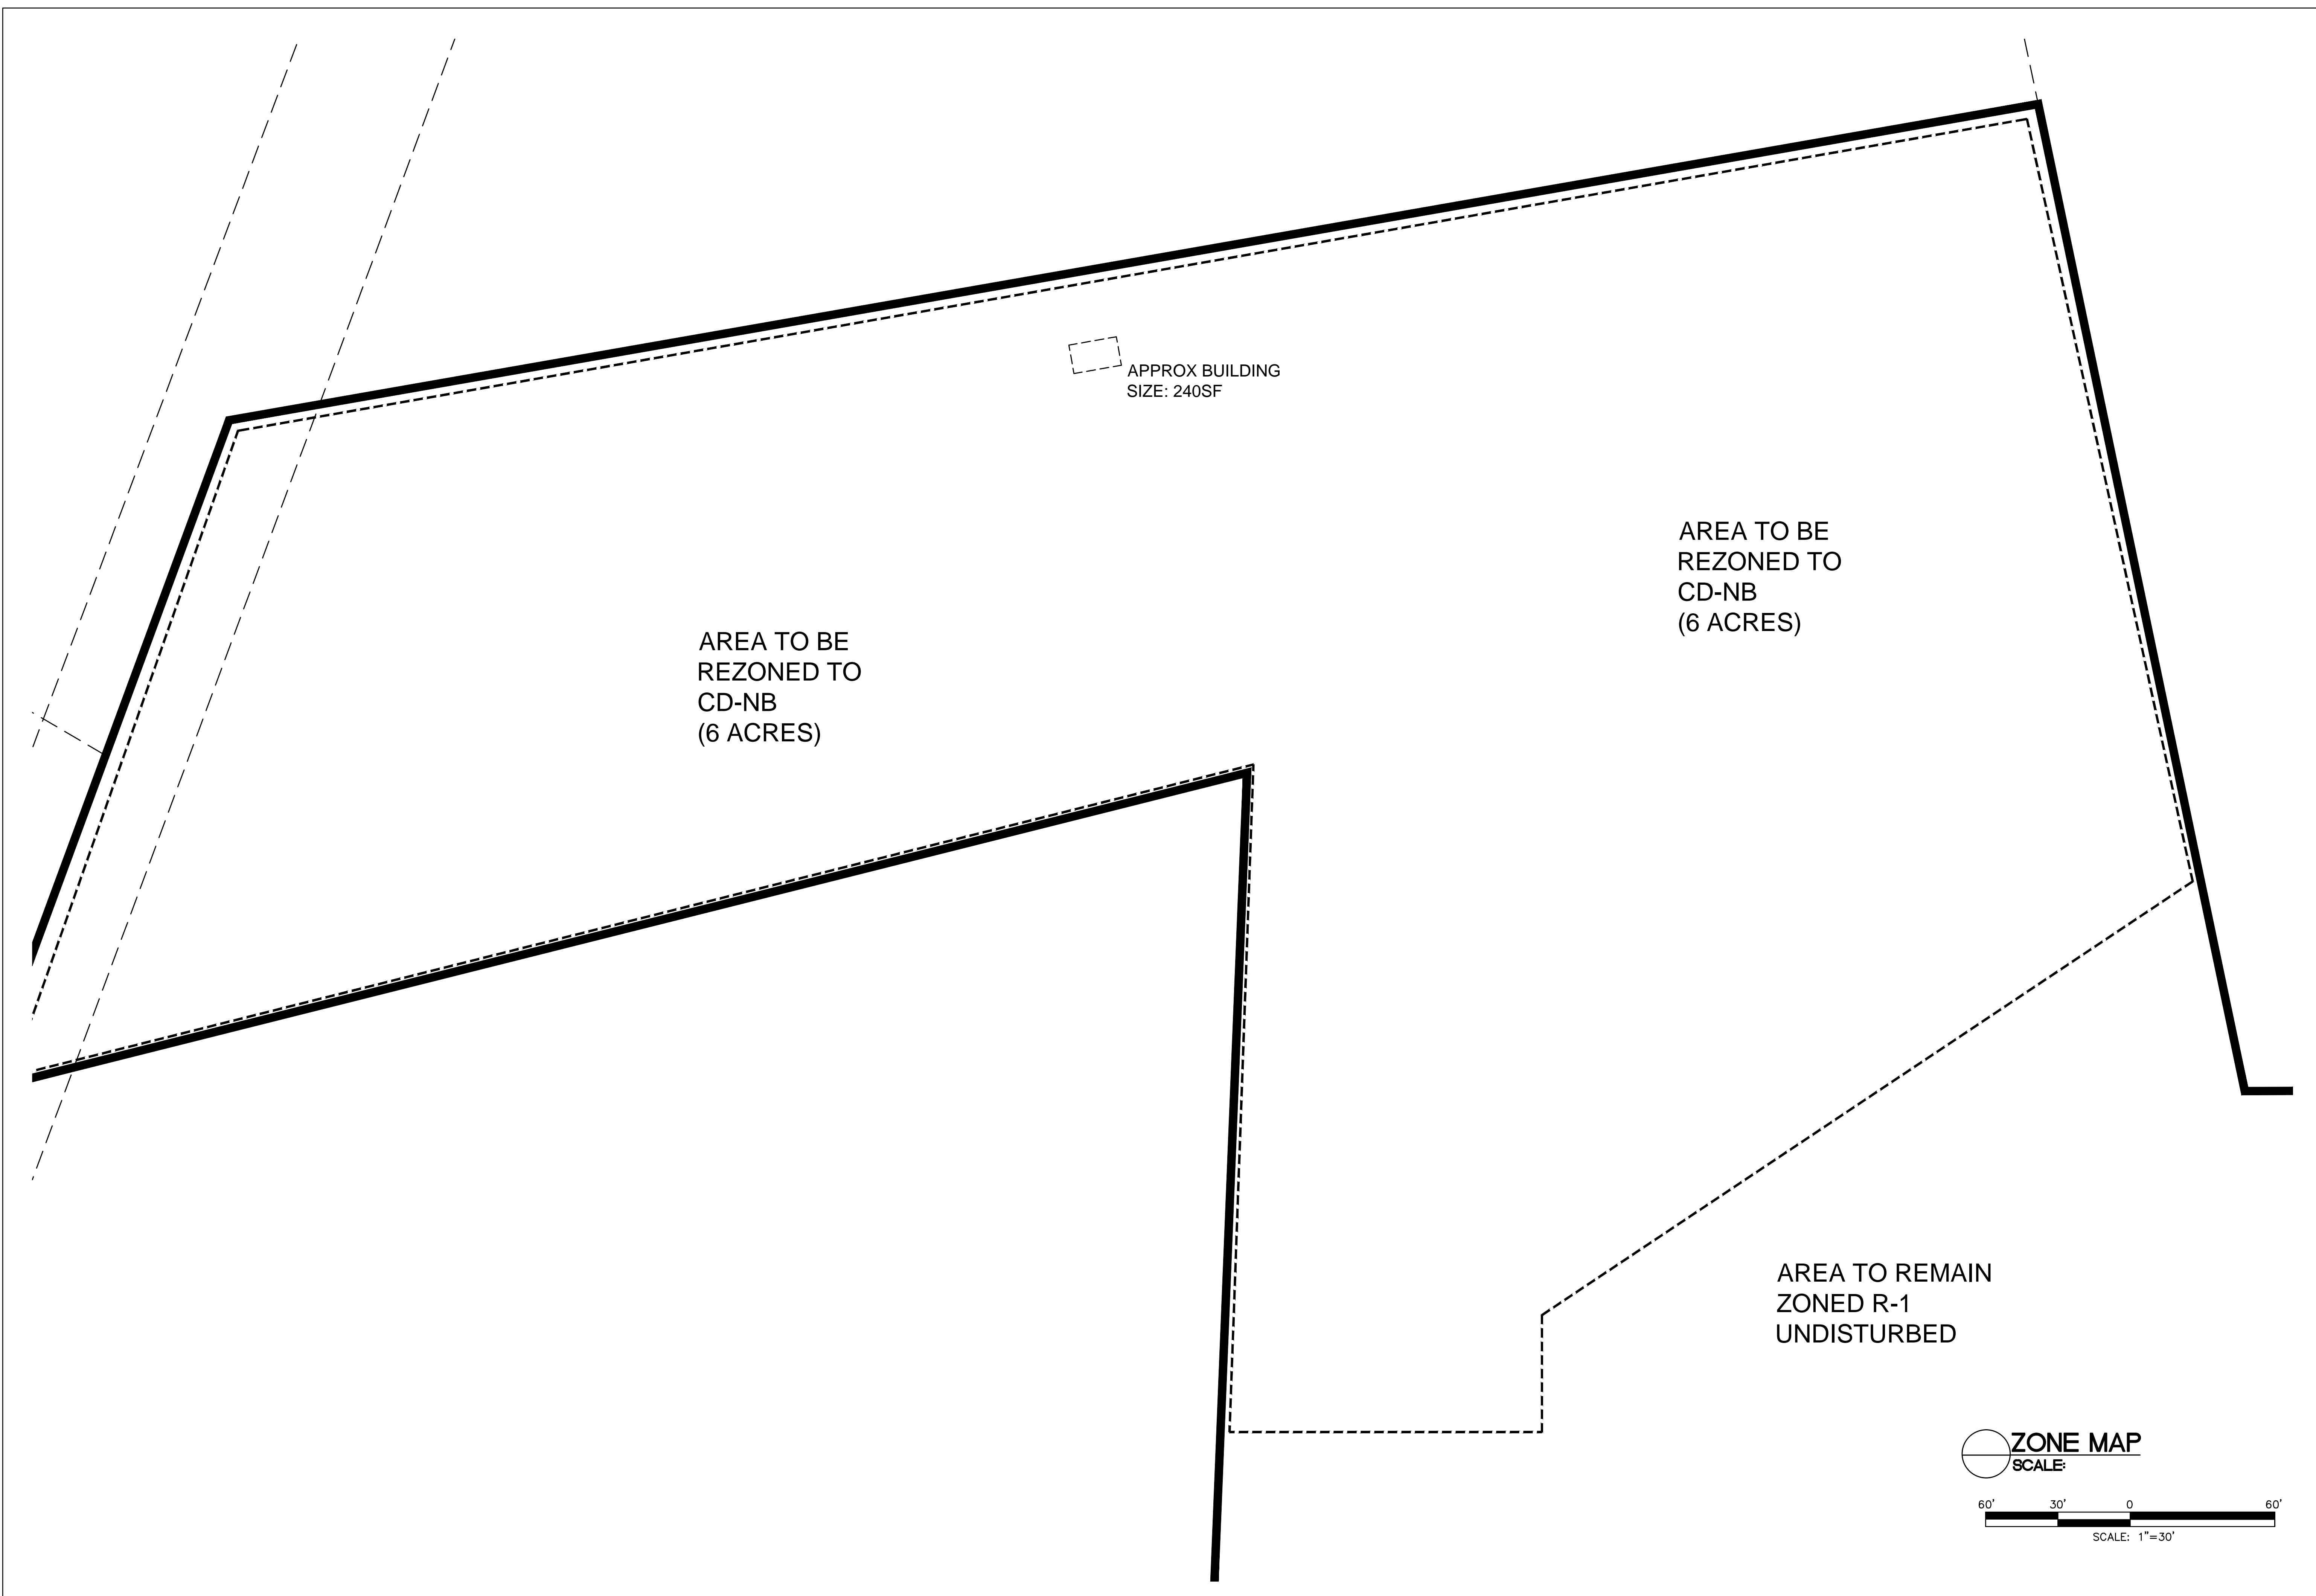 APPROX BUILDING
SIZE: 240SF
AREA TO BE
REZONED TO
CD-NB
(6 ACRES)
AREA TO BE
REZONED TO
CD-NB
(6 ACRES)
AREA TO REMAIN
ZONED R-1
UNDISTURBED
ZONE MAP
SCALE:
60' 30' 0 60'
SCALE: 1"=30'